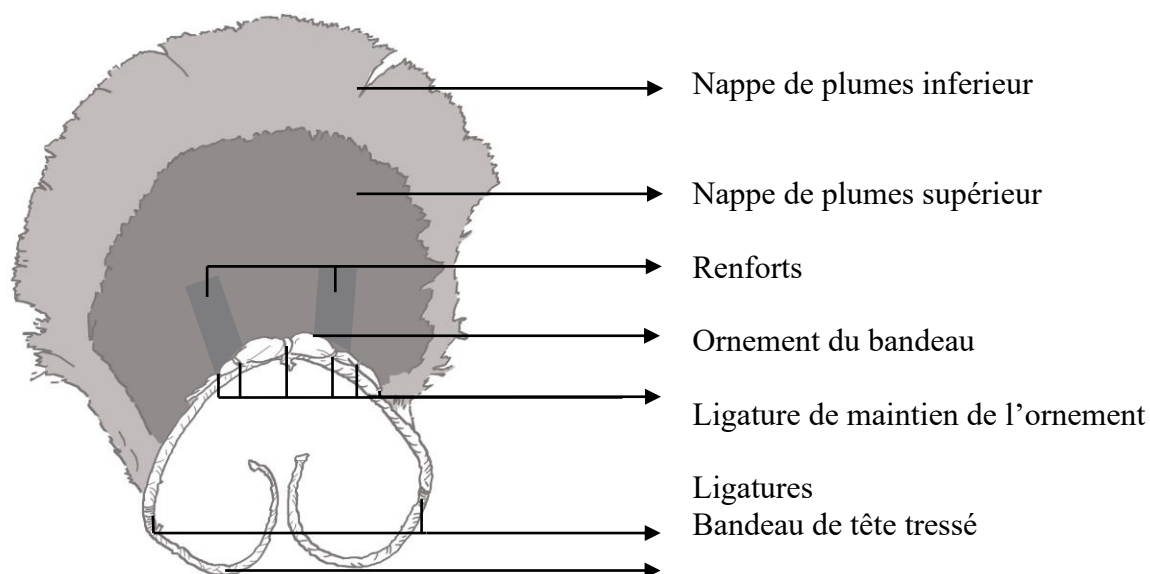 Nappe de plumes inferieur
Nappe de plumes supérieur
Renforts
Ornement du bandeau
Ligature de maintien de l’ornement
Ligatures
Bandeau de tête tressé